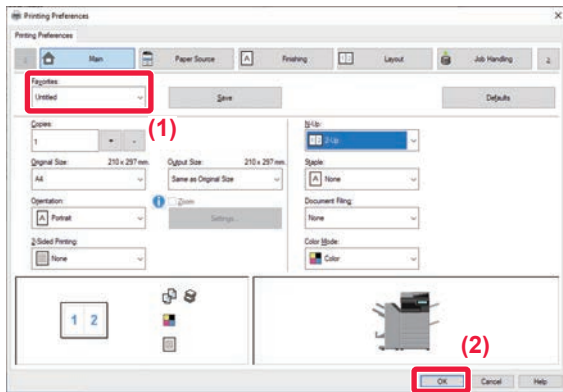 Printing Preferences
Printing Preferences
Main Paper Source Finishing Layout Job Handling
Favorites:
Untitled
Save
Defaults
(1)
Copies:
1
+ -
N-Up:
2-Up
Original Size: 210 x 297 mm.
A4
Output Size: 210 x 297 mm.
Same as Original Size
Staple:
None
Orientation:
Portrait
Zoom
Settings...
Document Filing:
None
2-Sided Printing:
None
Color Mode:
Color
1 2
(2)
OK Cancel Help